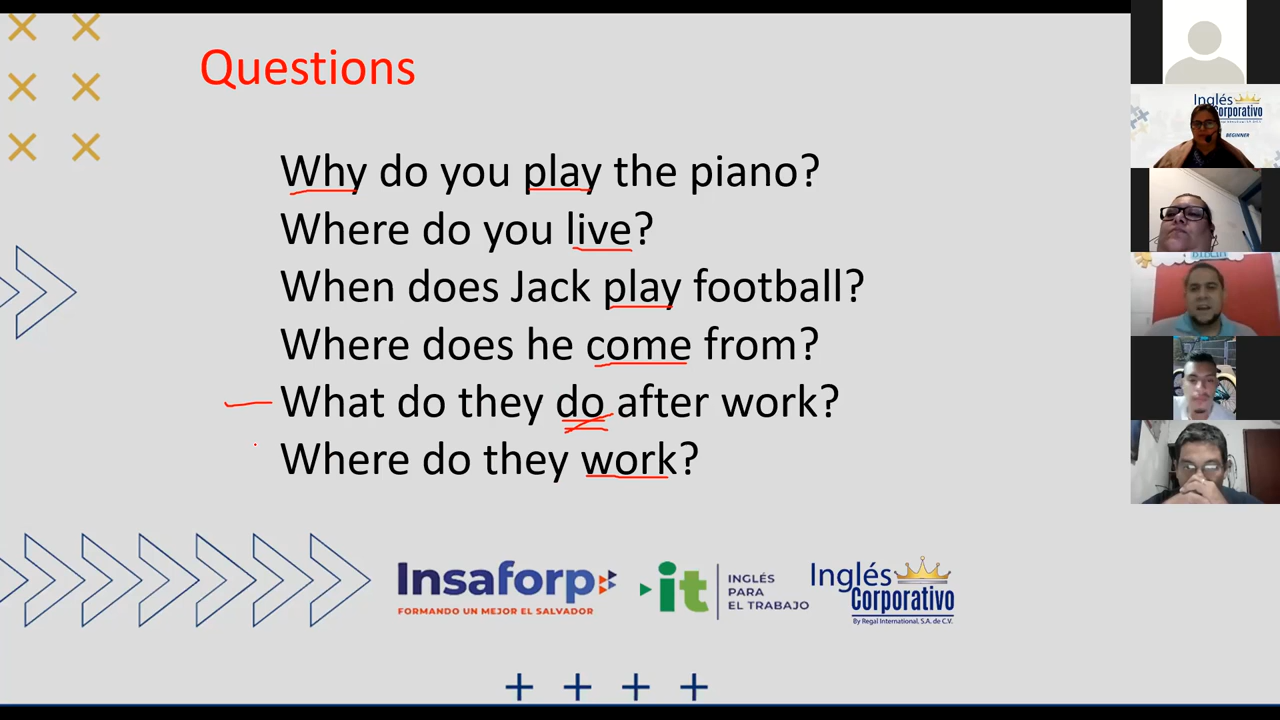 Questions
Why do you play the piano?
Where do you live?
When does Jack play football?
Where does he come from?
What do they do after work?
Where do they work?
Insaforp
FORMANDO UN MEJOR EL SALVADOR
it
INGLÉS
PARA
EL TRABAJO
Inglés
Corporativo
By Regal International, S.A. de C.V.
Inglés
Corporativo
BEGINNER